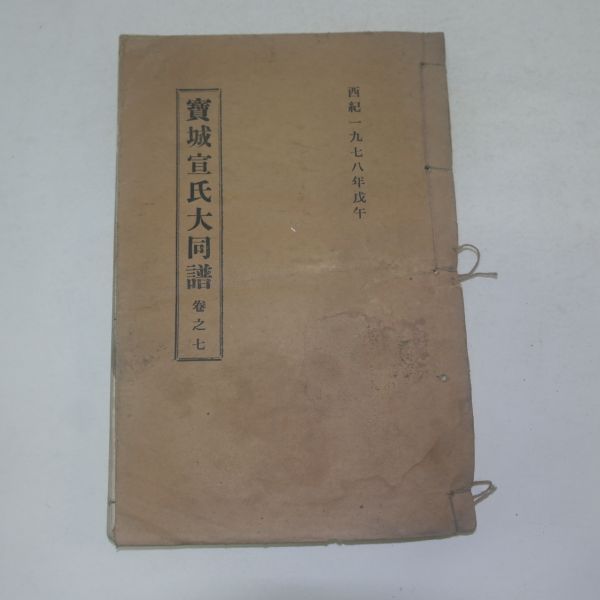 西紀一九七八年戊午
寶城宣氏大同譜 卷之七